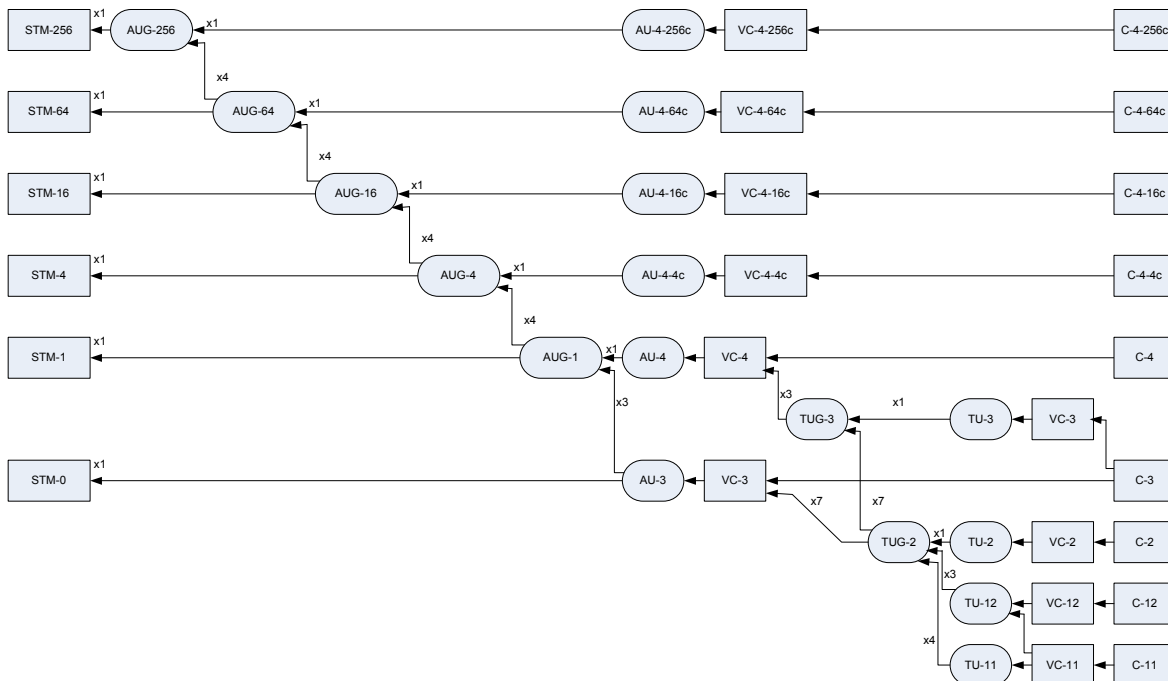 x1 x1
STM-256 AUG-256 AU-4-256c VC-4-256c C-4-256c
x4
x1 x1
STM-64 AUG-64 AU-4-64c VC-4-64c C-4-64c
x4
x1 x1
STM-16 AUG-16 AU-4-16c VC-4-16c C-4-16c
x4
x1 x1
STM-4 AUG-4 AU-4-4c VC-4-4c C-4-4c
x4
x1 x1
STM-1 AUG-1 AU-4 VC-4 C-4
x3 x3 x1
TUG-3 TU-3 VC-3
x1
STM-0 AU-3 VC-3 C-3
x7 x7
x1
TUG-2 TU-2 VC-2 C-2
x3
TU-12 VC-12 C-12
x4
TU-11 VC-11 C-11